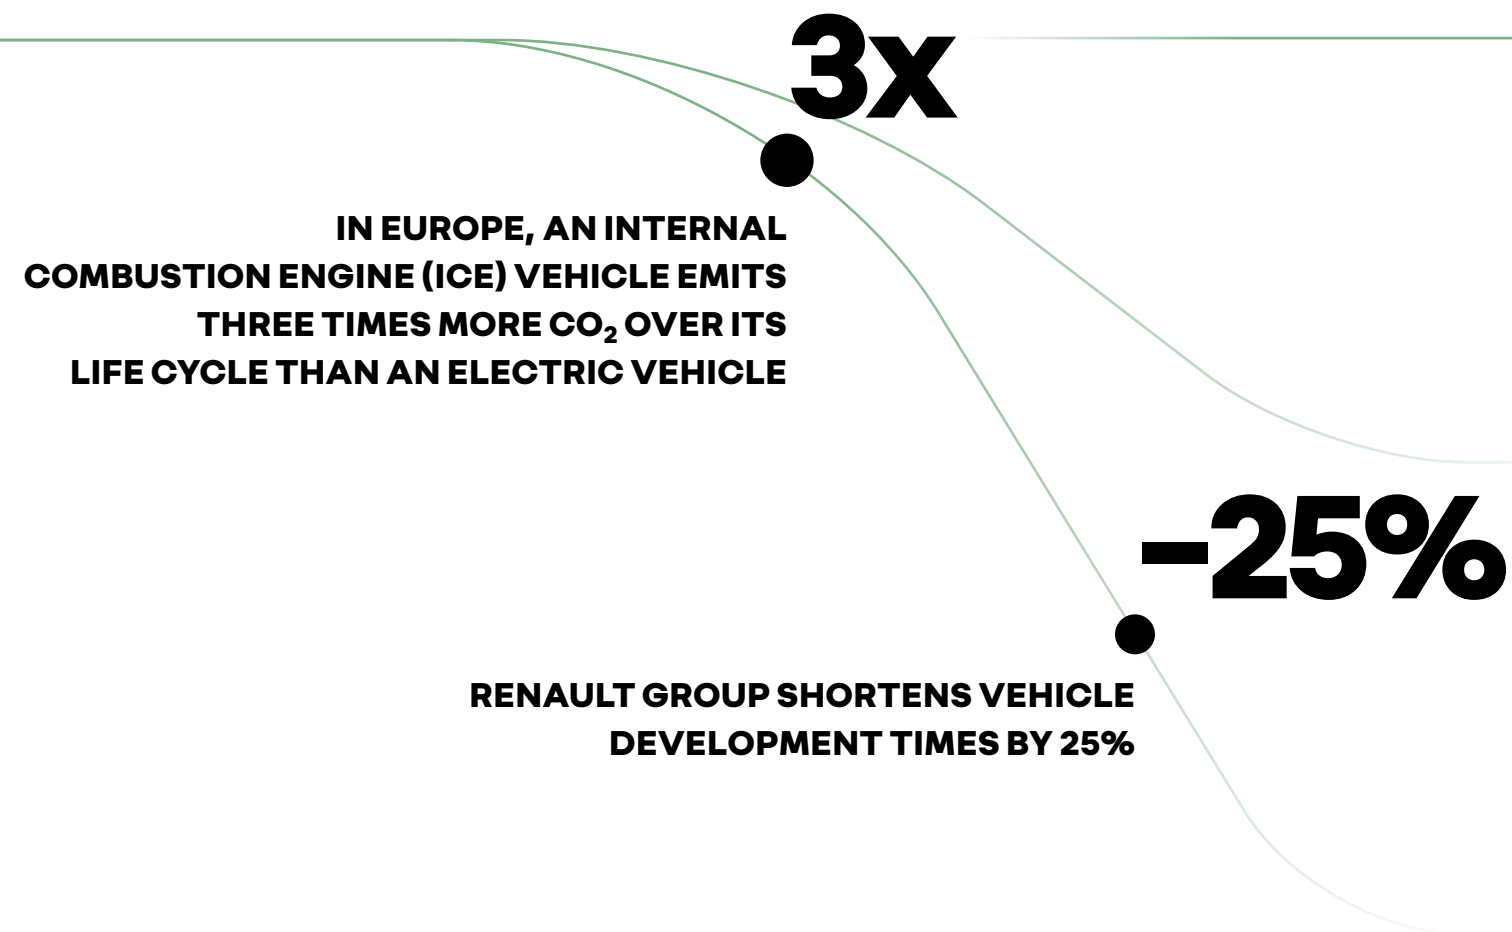 3x
IN EUROPE, AN INTERNAL
COMBUSTION ENGINE (ICE) VEHICLE EMITS
THREE TIMES MORE CO₂ OVER ITS
LIFE CYCLE THAN AN ELECTRIC VEHICLE
–25%
RENAULT GROUP SHORTENS VEHICLE
DEVELOPMENT TIMES BY 25%